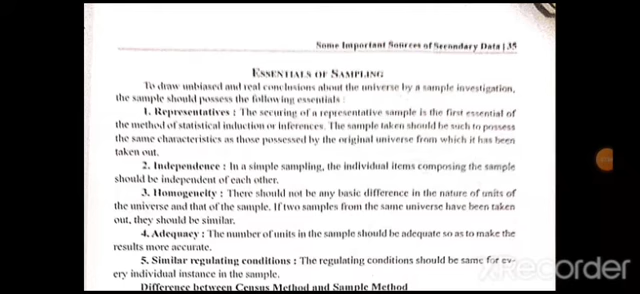 Some Important Sources of Secondary Data | 35
ESSENTIALS OF SAMPLING
To draw unbiased and real conclusions about the universe by a sample investigation,
the sample should possess the following essentials :
1. Representatives : The securing of a representative sample is the first essential of
the method of statistical induction or inferences. The sample taken should be such to possess
the same characteristics as those possessed by the original universe from which it has been
taken out.
2. Independence : In a simple sampling, the individual items composing the sample
should be independent of each other.
3. Homogeneity : There should not be any basic difference in the nature of units of
the universe and that of the sample. If two samples from the same universe have been taken
out, they should be similar.
4. Adequacy : The number of units in the sample should be adequate so as to make the
results more accurate.
5. Similar regulating conditions : The regulating conditions should be same for ev-
ery individual instance in the sample.
Difference between Census Method and Sample Method
XRecorder